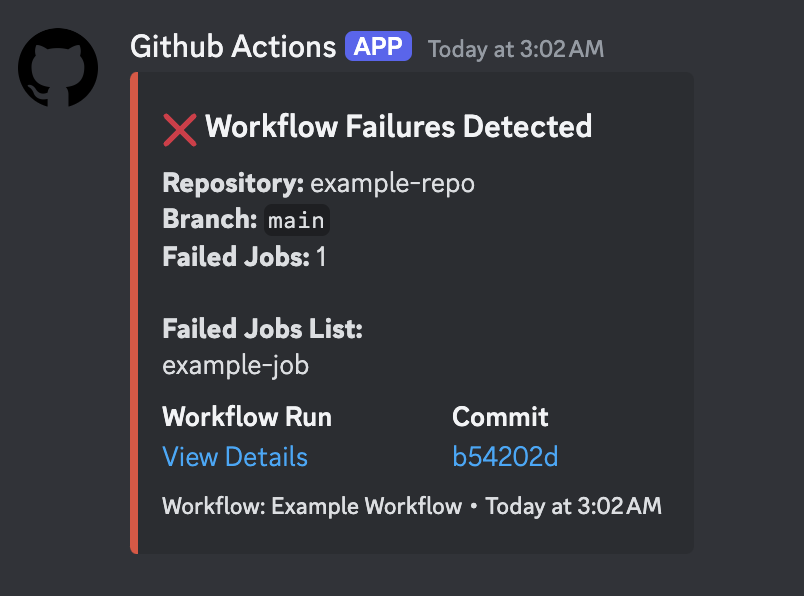 Github Actions APP Today at 3:02 AM
❌ Workflow Failures Detected
Repository: example-repo
Branch: main
Failed Jobs: 1
Failed Jobs List:
example-job
Workflow Run Commit
View Details b54202d
Workflow: Example Workflow • Today at 3:02 AM